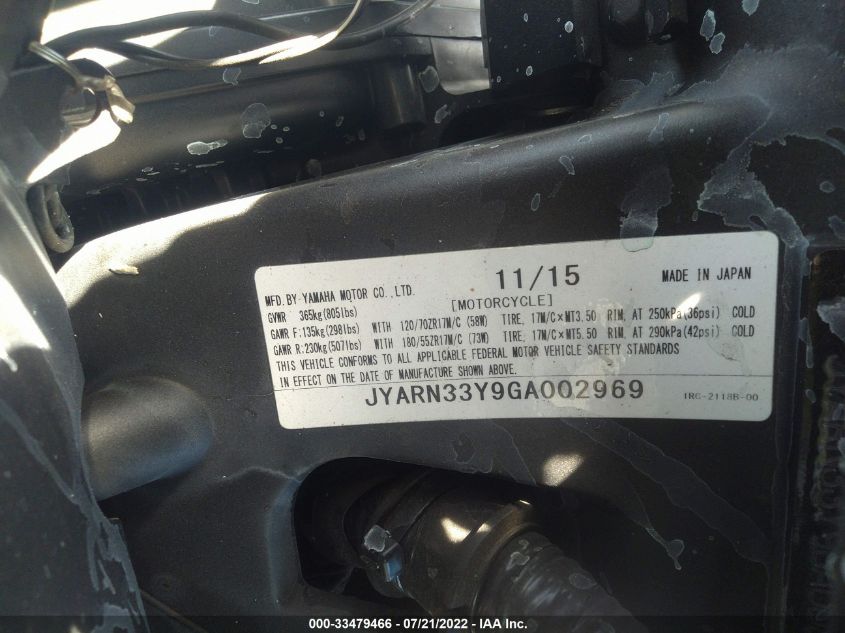 11/15 MADE IN JAPAN
MFD.BY-YAMAHA MOTOR CO.,LTD.
[MOTORCYCLE]
GVWR 365kg(805lbs)
GAWR F:135kg(298lbs) WITH 120/70ZR17M/C (58W) TIRE, 17M/C×MT3.50 RIM, AT 250kPa(36psi) COLD
GAWR R:230kg(507lbs) WITH 180/55ZR17M/C (73W) TIRE, 17M/C×MT5.50 RIM, AT 290kPa(42psi) COLD
THIS VEHICLE CONFORMS TO ALL APPLICABLE FEDERAL MOTOR VEHICLE SAFETY STANDARDS
IN EFFECT ON THE DATE OF MANUFACTURE SHOWN ABOVE.
JYARN33Y9GA002969
1RC-2118B-00
000-33479466 - 07/21/2022 - IAA Inc.